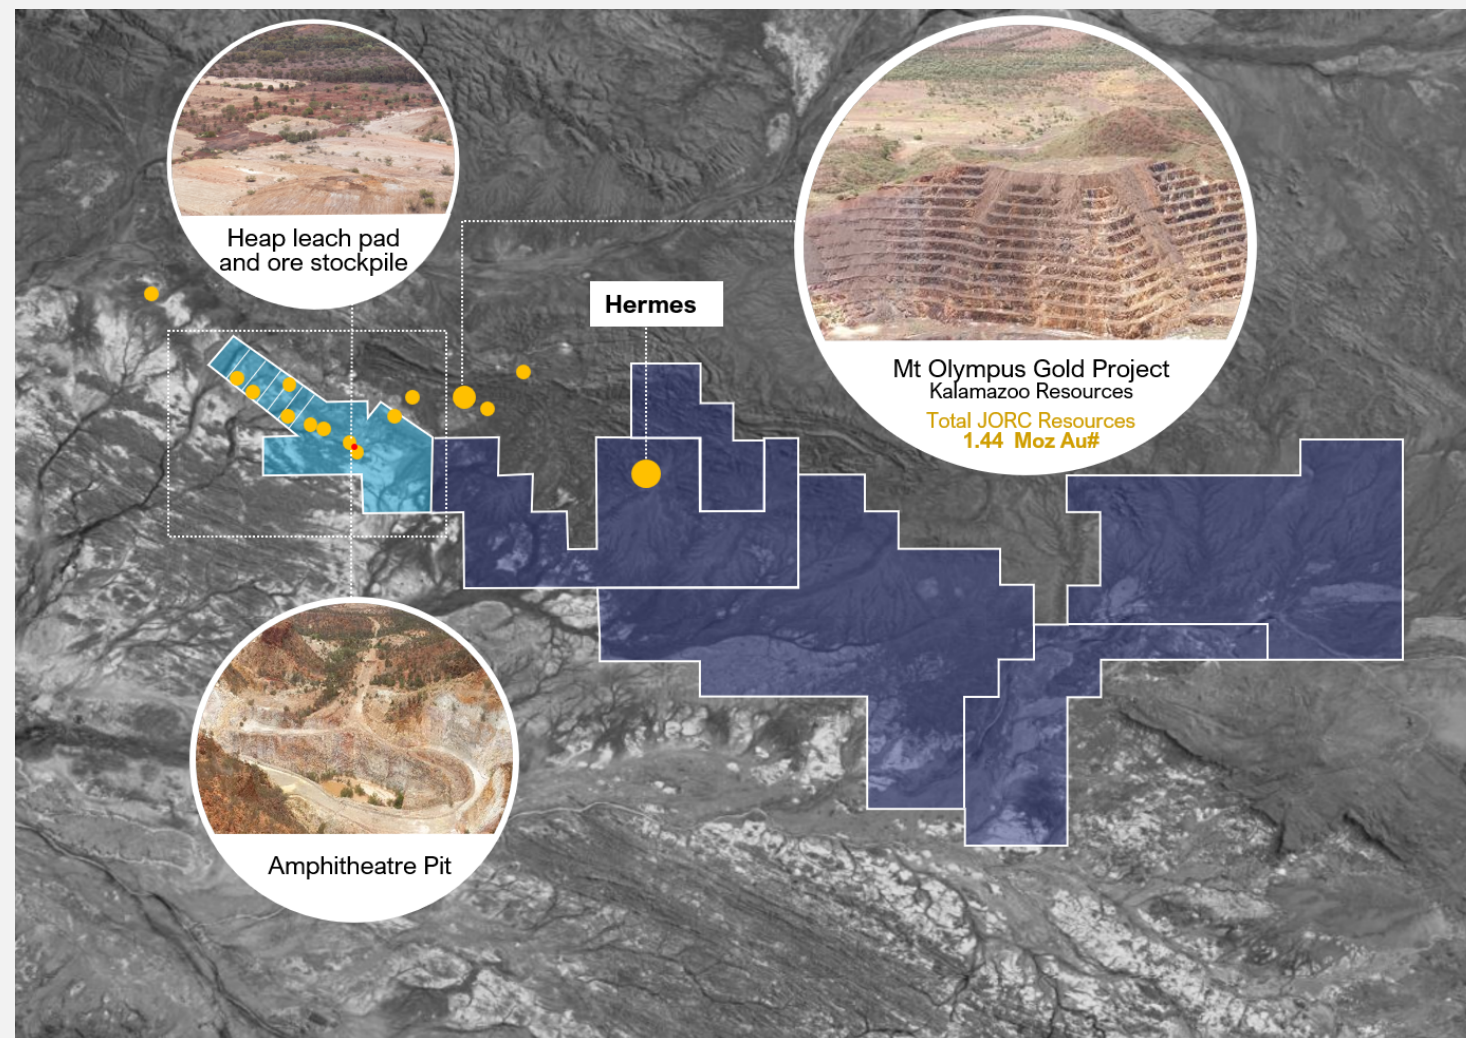 Heap leach pad
and ore stockpile
Hermes
Mt Olympus Gold Project
Kalamazoo Resources
Total JORC Resources
1.44 Moz Au#
Amphitheatre Pit